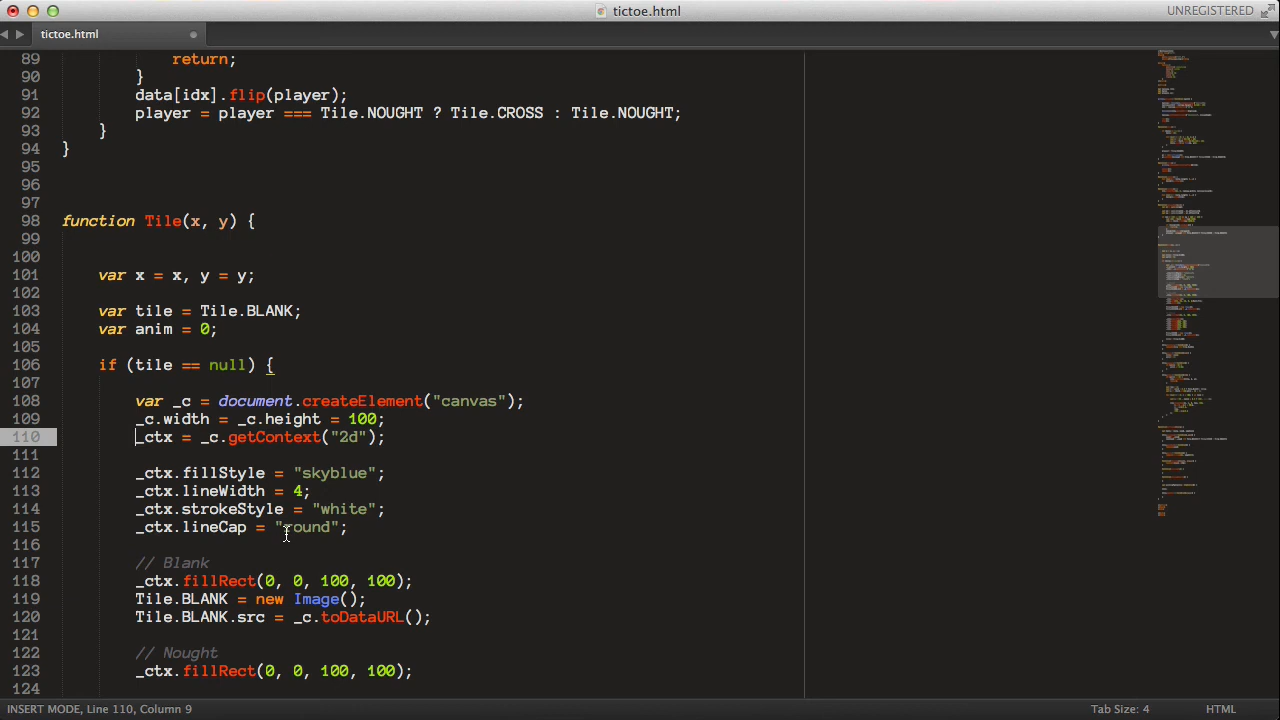 tictoe.html
UNREGISTERED
tictoe.html
89 return;
90 }
91 data[idx].flip(player);
92 player = player === Tile.NOUGHT ? Tile.CROSS : Tile.NOUGHT;
93 }
94 }
95
96
97
98 function Tile(x, y) {
99
100
101 var x = x, y = y;
102
103 var tile = Tile.BLANK;
104 var anim = 0;
105
106 if (tile == null) {
107
108 var _c = document.createElement("canvas");
109 _c.width = _c.height = 100;
110 _ctx = _c.getContext("2d");
111
112 _ctx.fillStyle = "skyblue";
113 _ctx.lineWidth = 4;
114 _ctx.strokeStyle = "white";
115 _ctx.lineCap = "round";
116
117 // Blank
118 _ctx.fillRect(0, 0, 100, 100);
119 Tile.BLANK = new Image();
120 Tile.BLANK.src = _c.toDataURL();
121
122 // Nought
123 _ctx.fillRect(0, 0, 100, 100);
124
INSERT MODE, Line 110, Column 9
Tab Size: 4
HTML